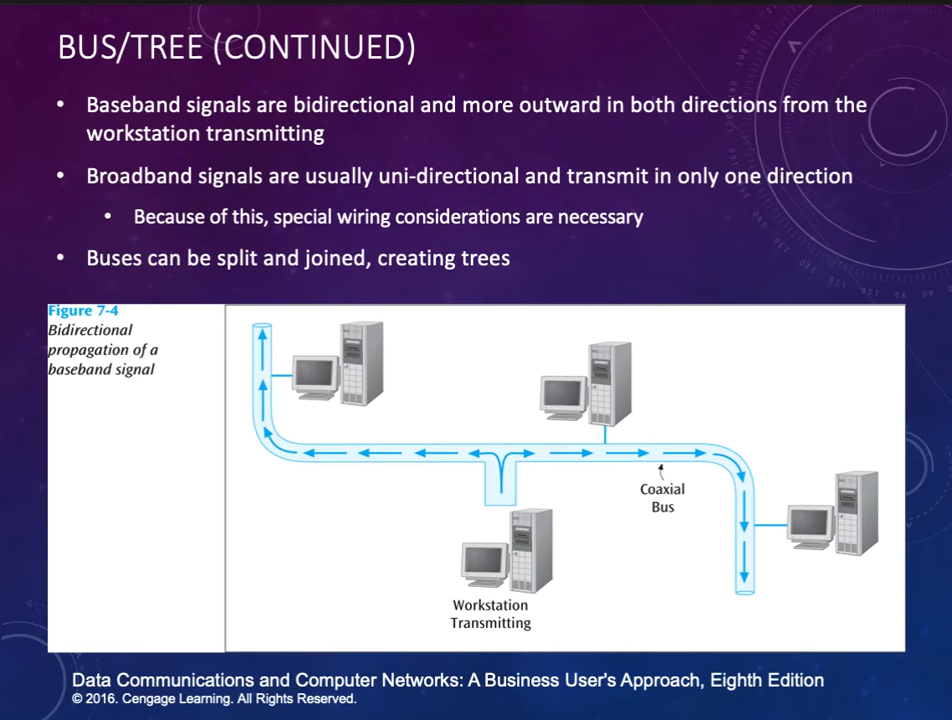 BUS/TREE (CONTINUED)
• Baseband signals are bidirectional and more outward in both directions from the
workstation transmitting
• Broadband signals are usually uni-directional and transmit in only one direction
• Because of this, special wiring considerations are necessary
• Buses can be split and joined, creating trees
Figure 7-4
Bidirectional
propagation of a
baseband signal
Coaxial
Bus
Workstation
Transmitting
Data Communications and Computer Networks: A Business User's Approach, Eighth Edition
© 2016. Cengage Learning. All Rights Reserved.